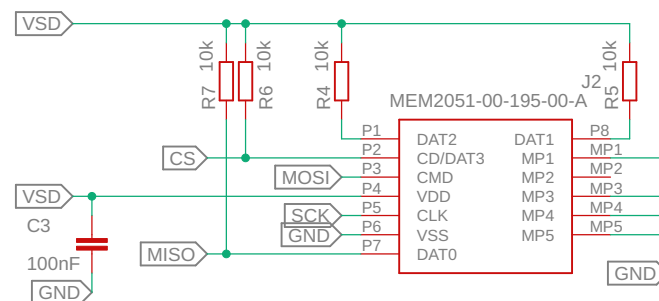 VSD
10k
R7
10k
R6
10k
R4
10k
R5
J2
MEM2051-00-195-00-A
P1 DAT2 DAT1 P8
CS P2 CD/DAT3 MP1 MP1
MOSI P3 CMD MP2 MP2
VSD P4 VDD MP3 MP3
SCK P5 CLK MP4 MP4
GND P6 VSS MP5 MP5
MISO P7 DAT0
C3
100nF
GND
GND